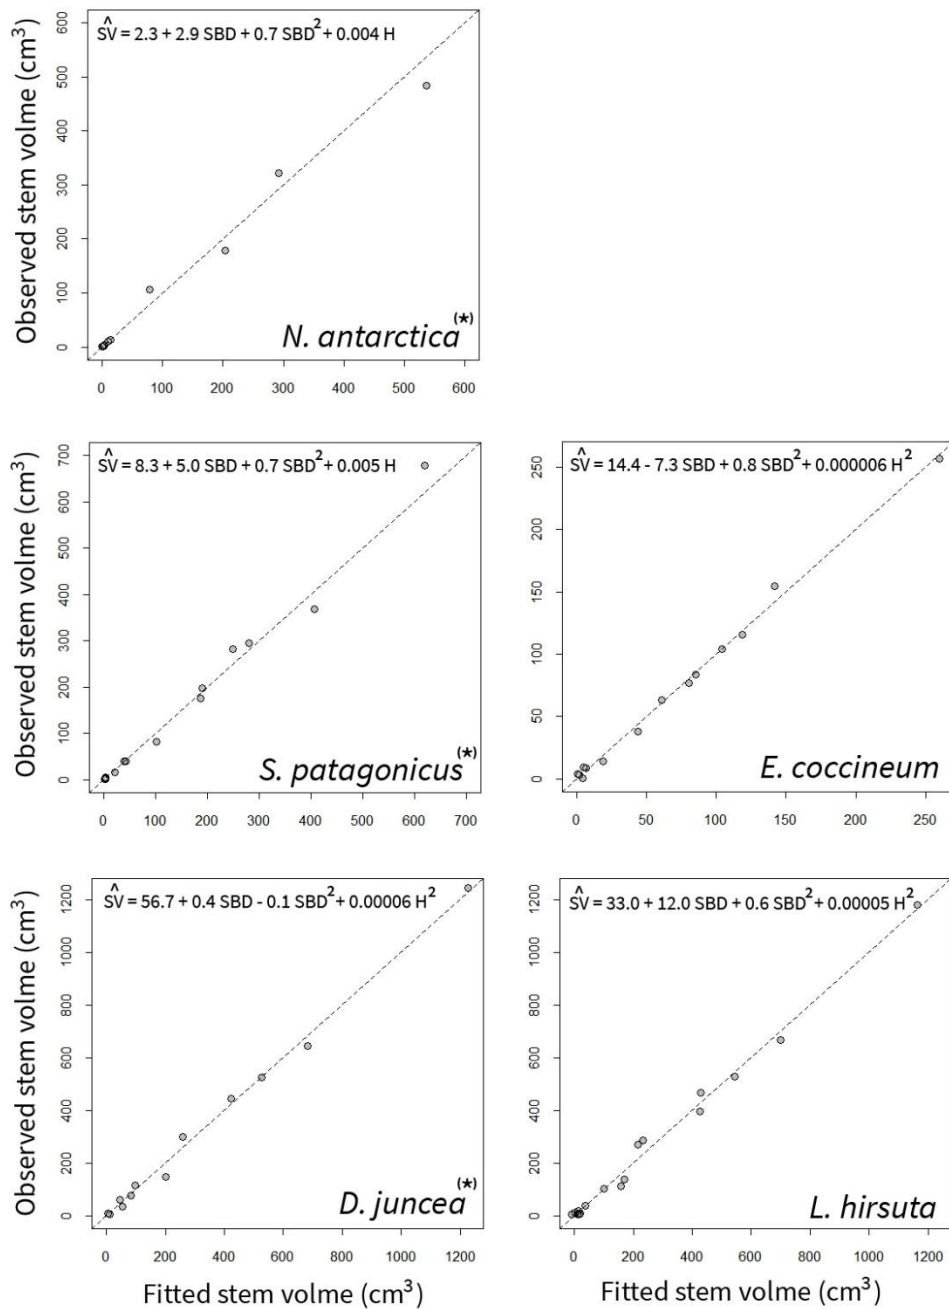 SV̂ = 2.3 + 2.9 SBD + 0.7 SBD² + 0.004 H
Observed stem volme (cm³)
600
500
400
300
200
100
0
N. antarctica(*)
0 100 200 300 400 500 600
SV̂ = 8.3 + 5.0 SBD + 0.7 SBD² + 0.005 H
Observed stem volme (cm³)
700
600
500
400
300
200
100
0
S. patagonicus(*)
0 100 200 300 400 500 600 700
SV̂ = 14.4 - 7.3 SBD + 0.8 SBD² + 0.000006 H²
250
200
150
100
50
0
E. coccineum
0 50 100 150 200 250
SV̂ = 56.7 + 0.4 SBD - 0.1 SBD² + 0.00006 H²
Observed stem volme (cm³)
1200
1000
800
600
400
200
0
D. juncea(*)
0 200 400 600 800 1000 1200
Fitted stem volme (cm³)
SV̂ = 33.0 + 12.0 SBD + 0.6 SBD² + 0.00005 H²
1200
1000
800
600
400
200
0
L. hirsuta
0 200 400 600 800 1000 1200
Fitted stem volme (cm³)